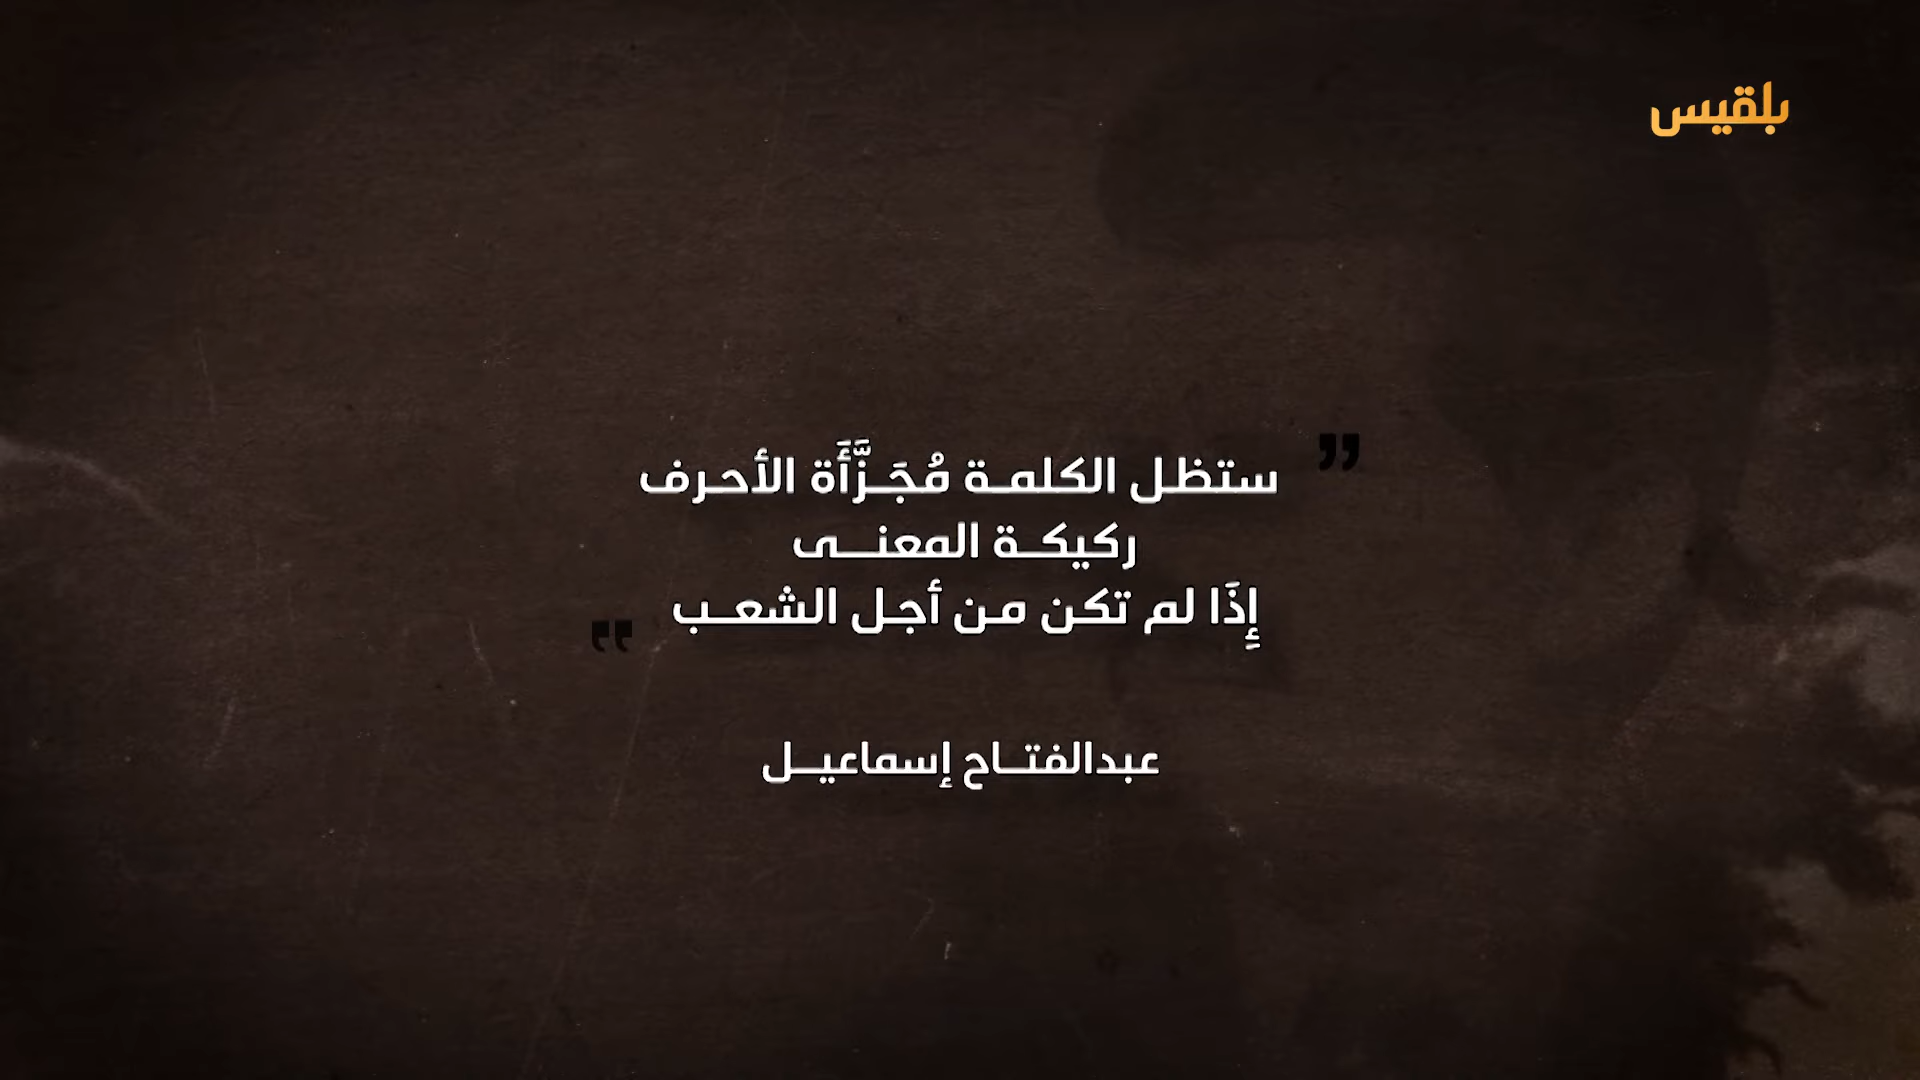 بلقيس
ستظل الكلمة مُجَزَّأَة الأحرف
ركيكة المعنى
إِذَا لم تكن من أجل الشعب
عبدالفتاح إسماعيل